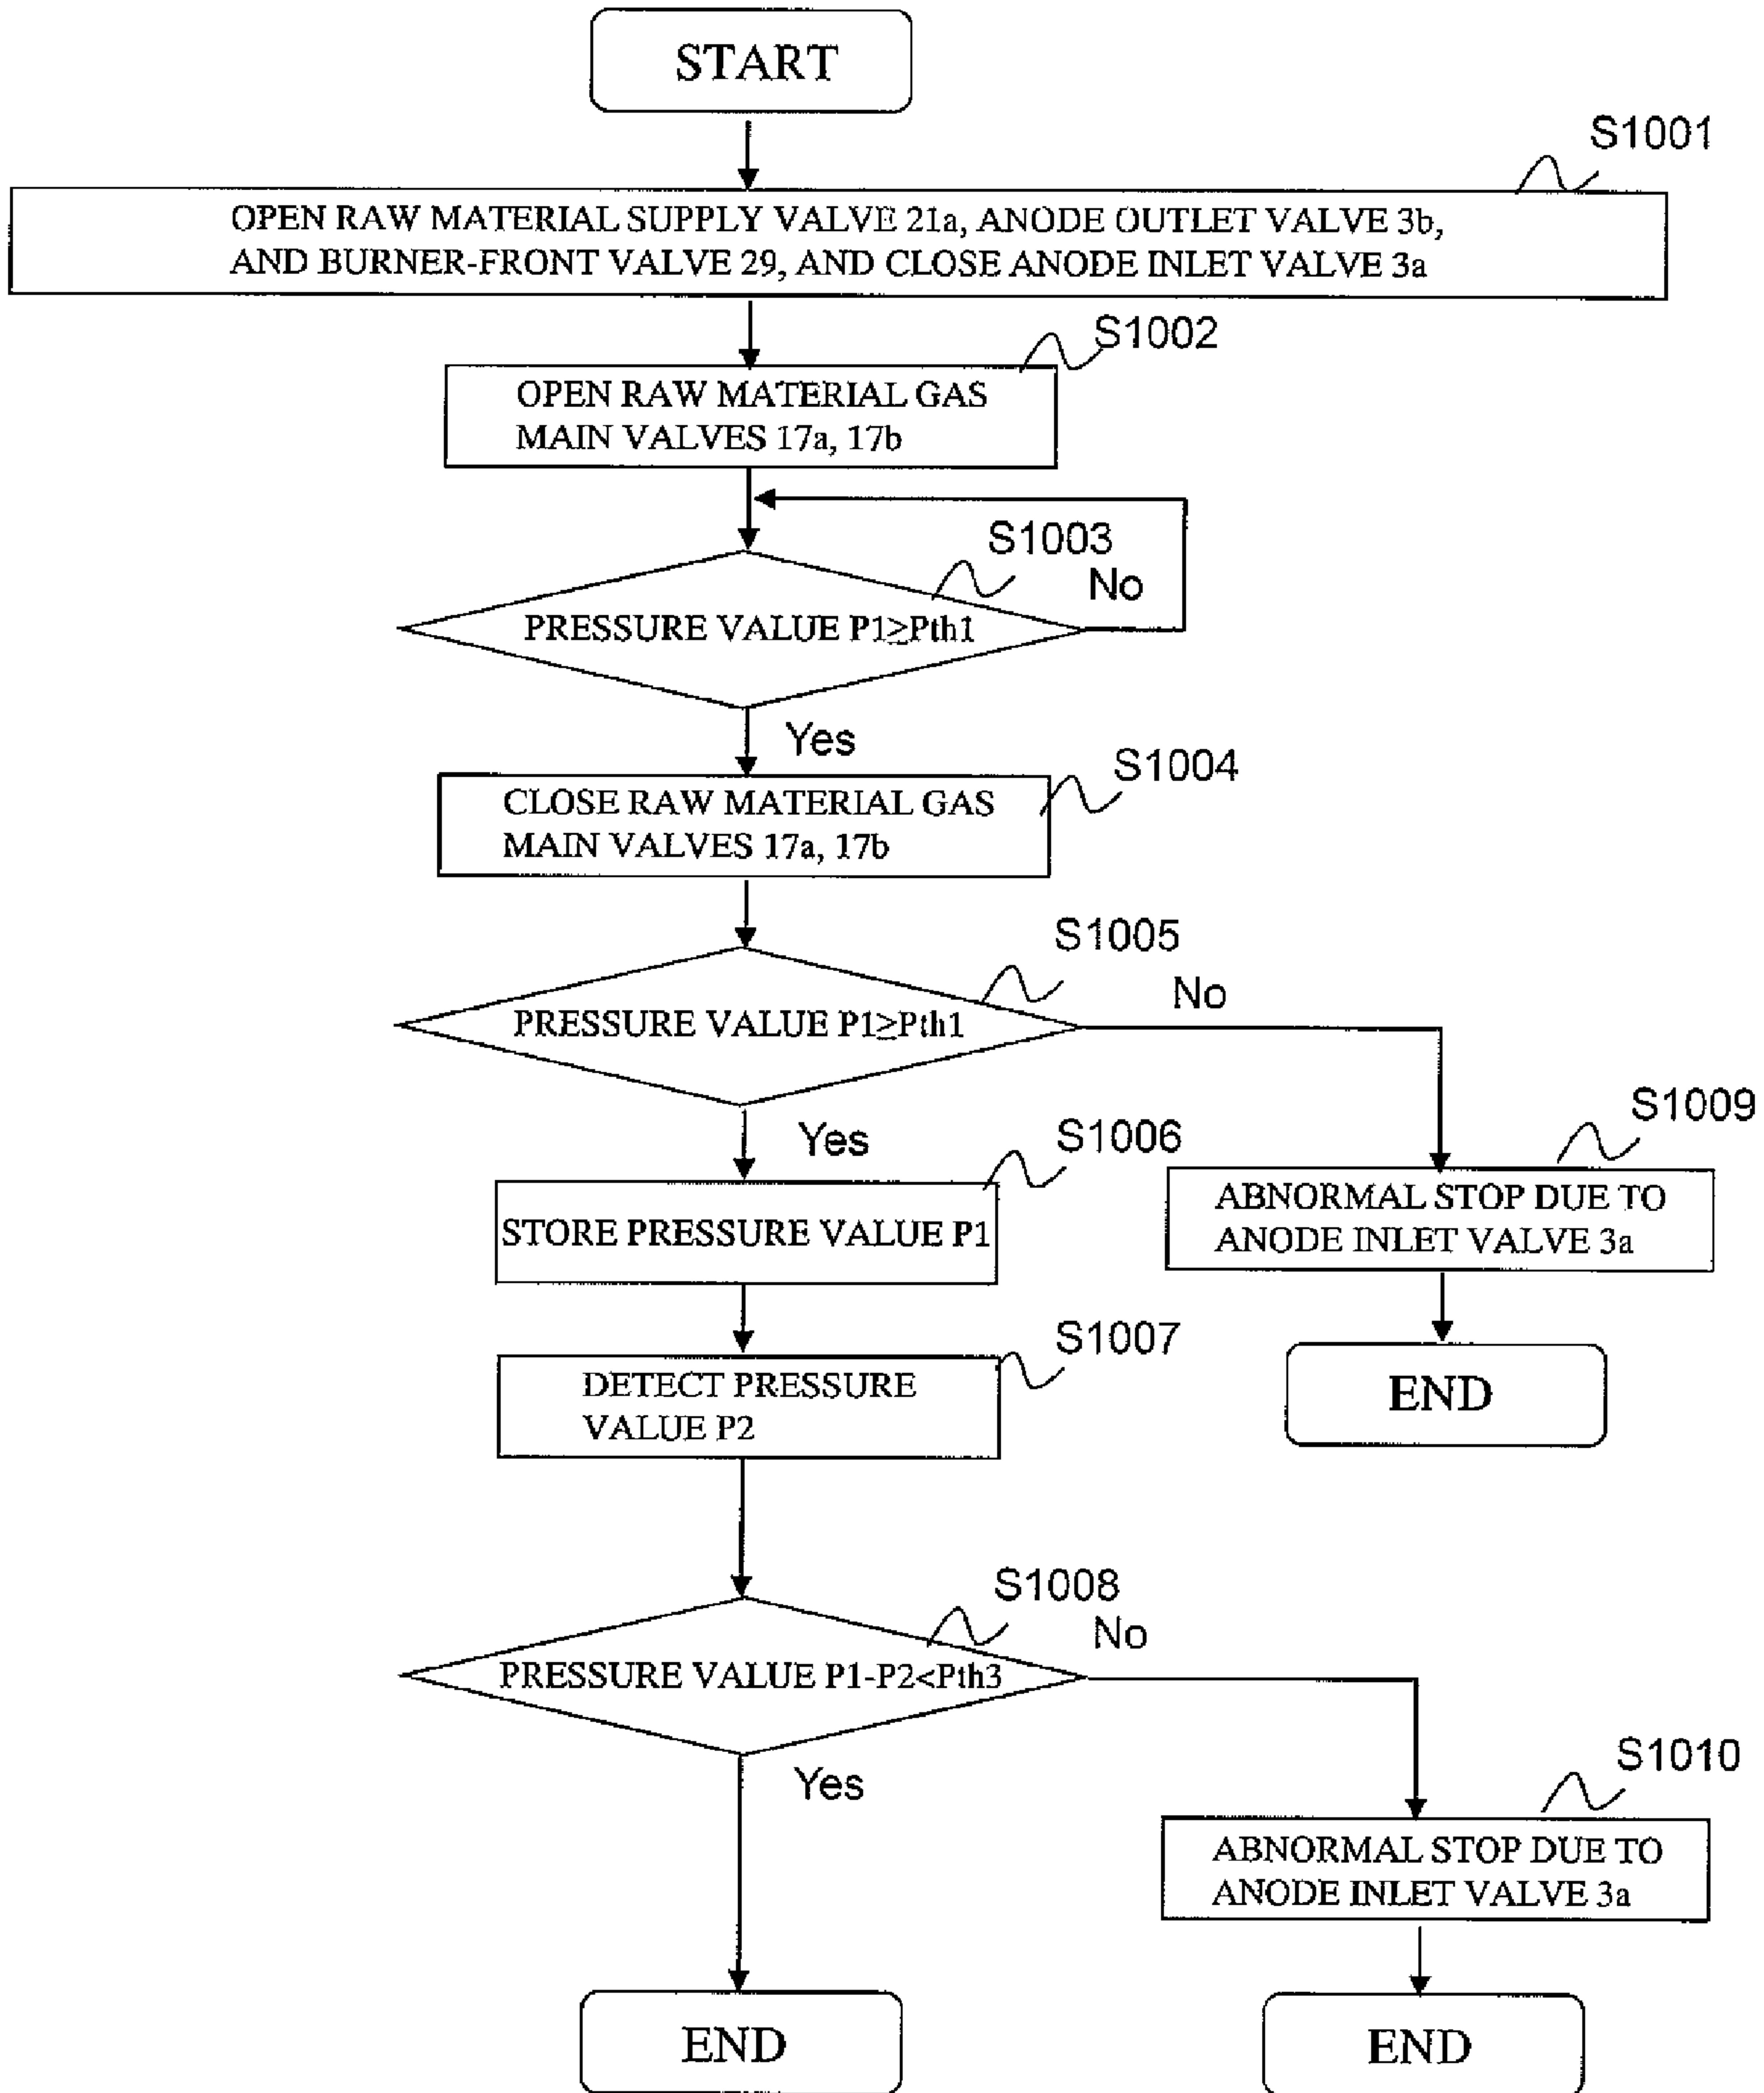 START
S1001
OPEN RAW MATERIAL SUPPLY VALVE 21a, ANODE OUTLET VALVE 3b,
AND BURNER-FRONT VALVE 29, AND CLOSE ANODE INLET VALVE 3a
S1002
OPEN RAW MATERIAL GAS
MAIN VALVES 17a, 17b
S1003
No
PRESSURE VALUE P1≥Pth1
Yes
S1004
CLOSE RAW MATERIAL GAS
MAIN VALVES 17a, 17b
S1005
No
PRESSURE VALUE P1≥Pth1
Yes
S1006
STORE PRESSURE VALUE P1
S1009
ABNORMAL STOP DUE TO
ANODE INLET VALVE 3a
END
S1007
DETECT PRESSURE
VALUE P2
S1008
No
PRESSURE VALUE P1-P2<Pth3
Yes
S1010
ABNORMAL STOP DUE TO
ANODE INLET VALVE 3a
END
END